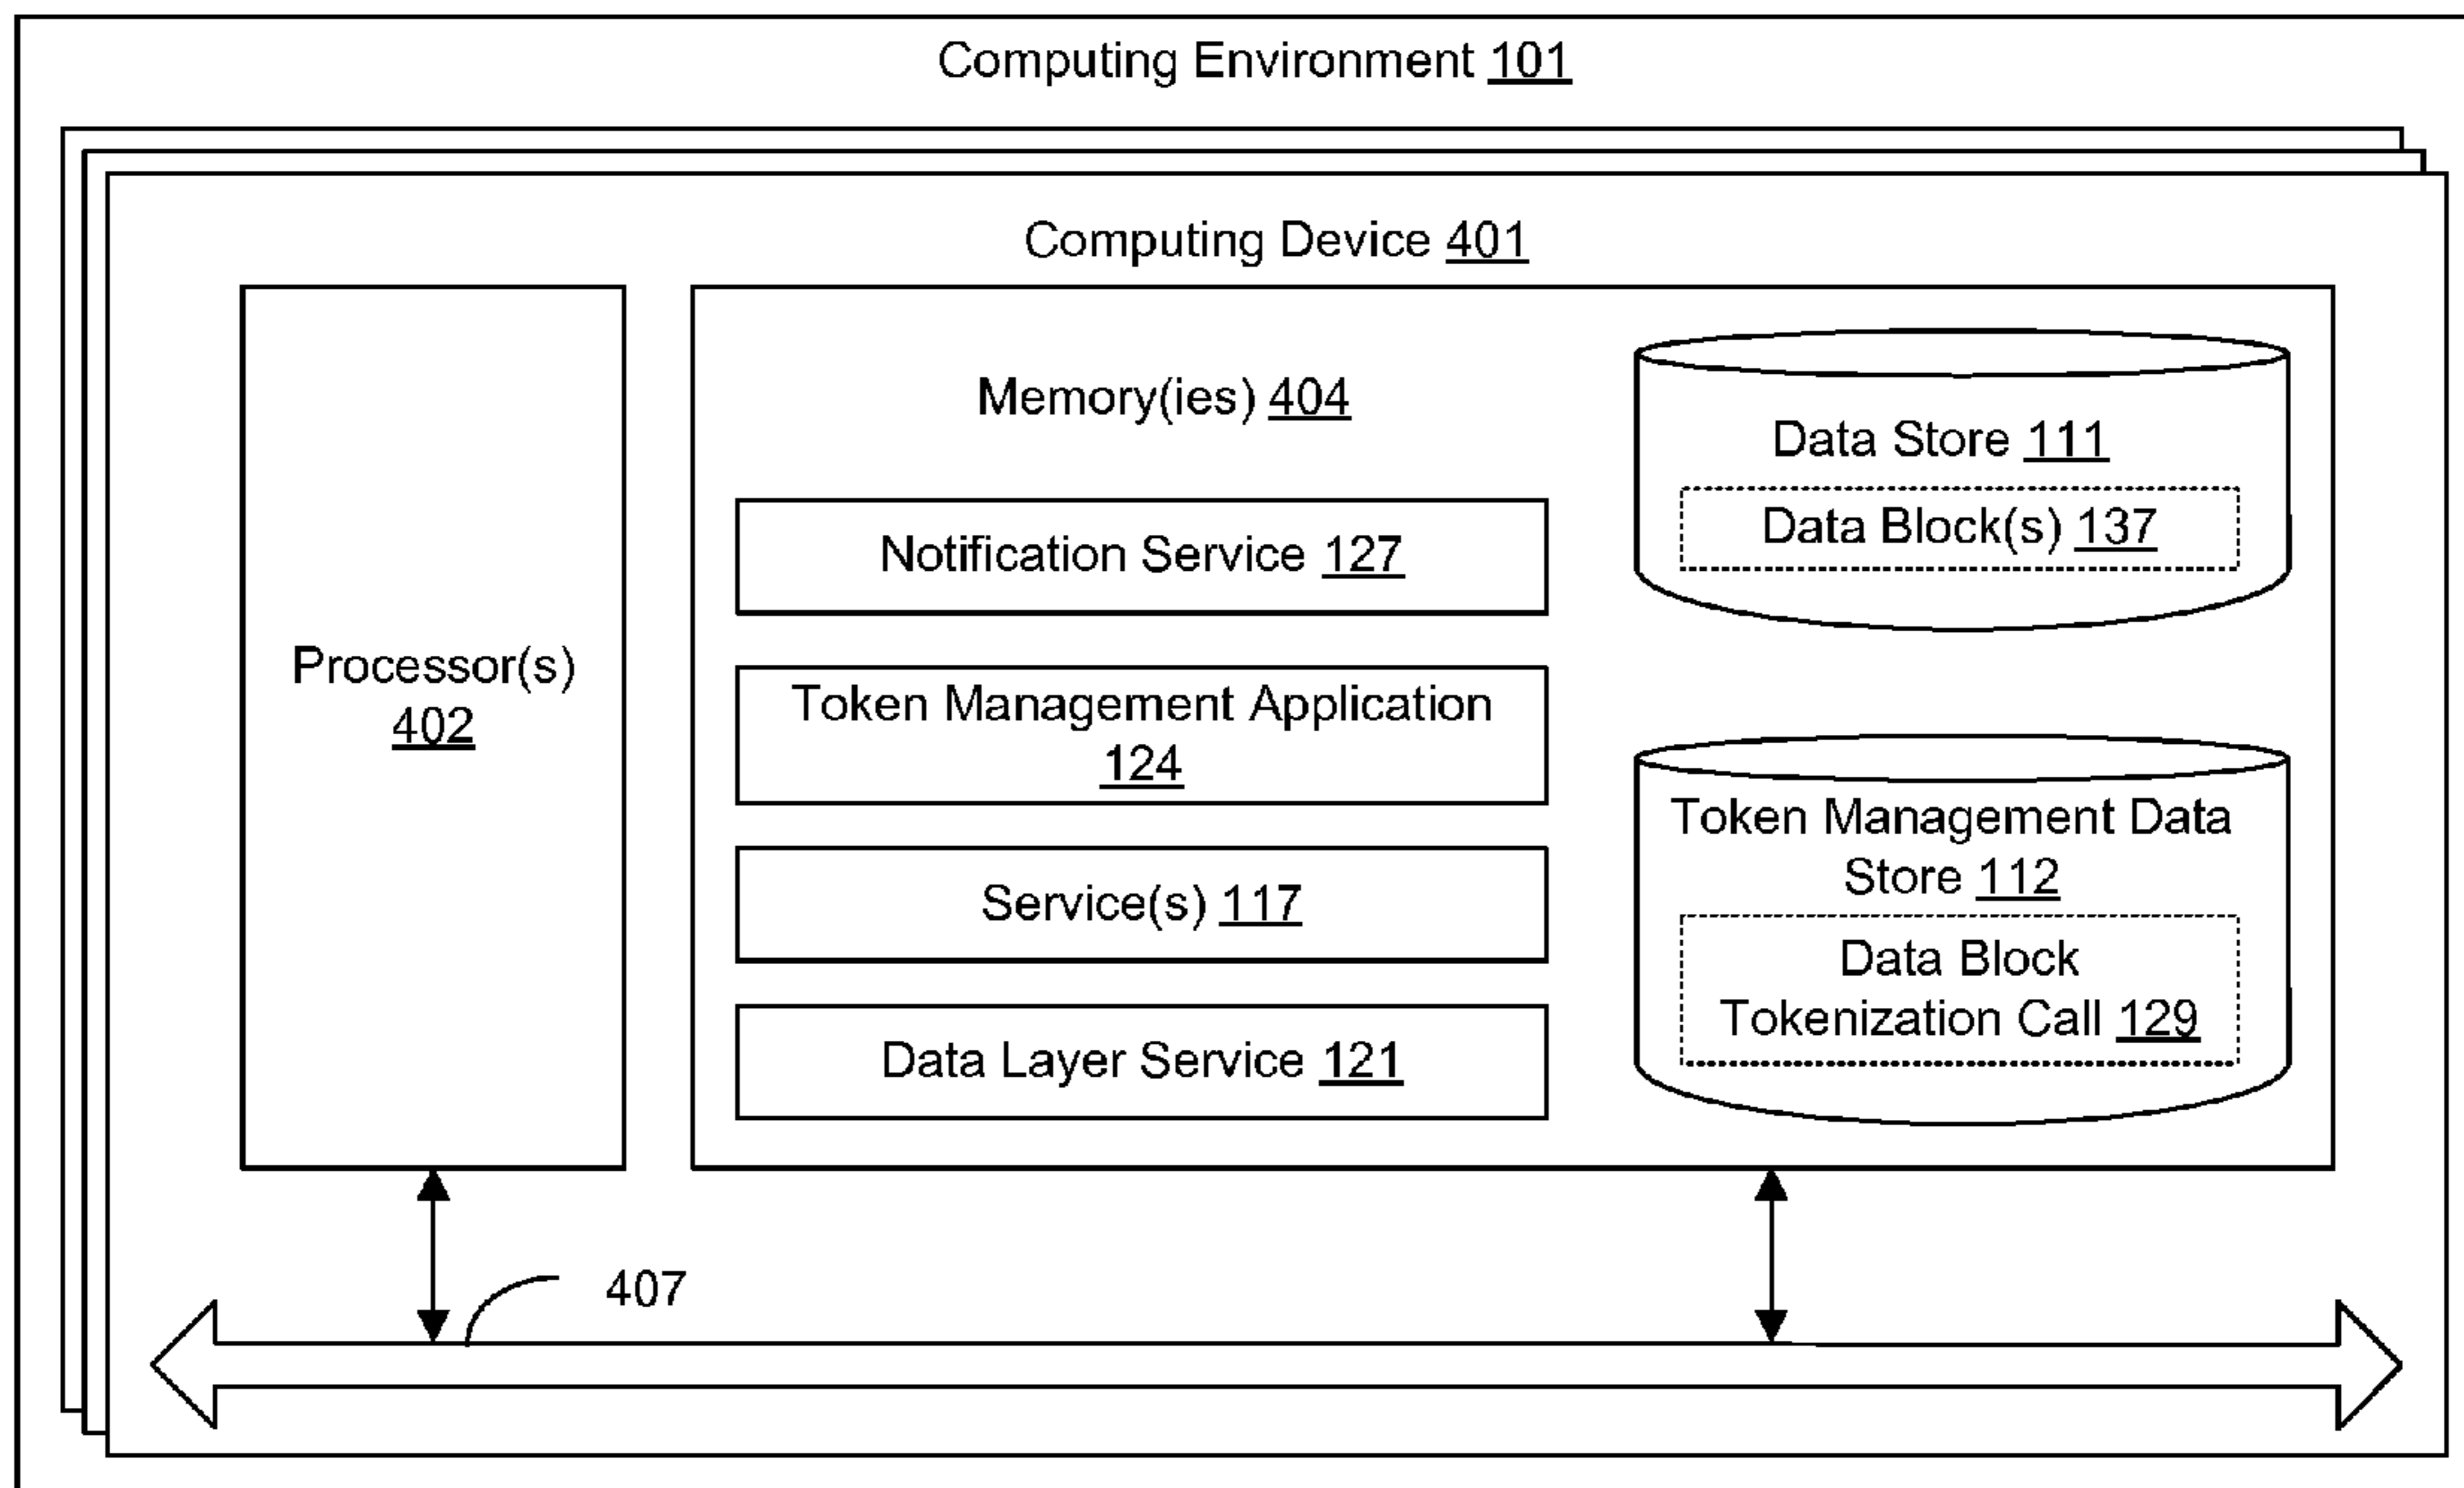 Computing Environment 101
Computing Device 401
Processor(s)
402
Memory(ies) 404
Notification Service 127
Token Management Application
124
Service(s) 117
Data Layer Service 121
Data Store 111
Data Block(s) 137
Token Management Data
Store 112
Data Block
Tokenization Call 129
407